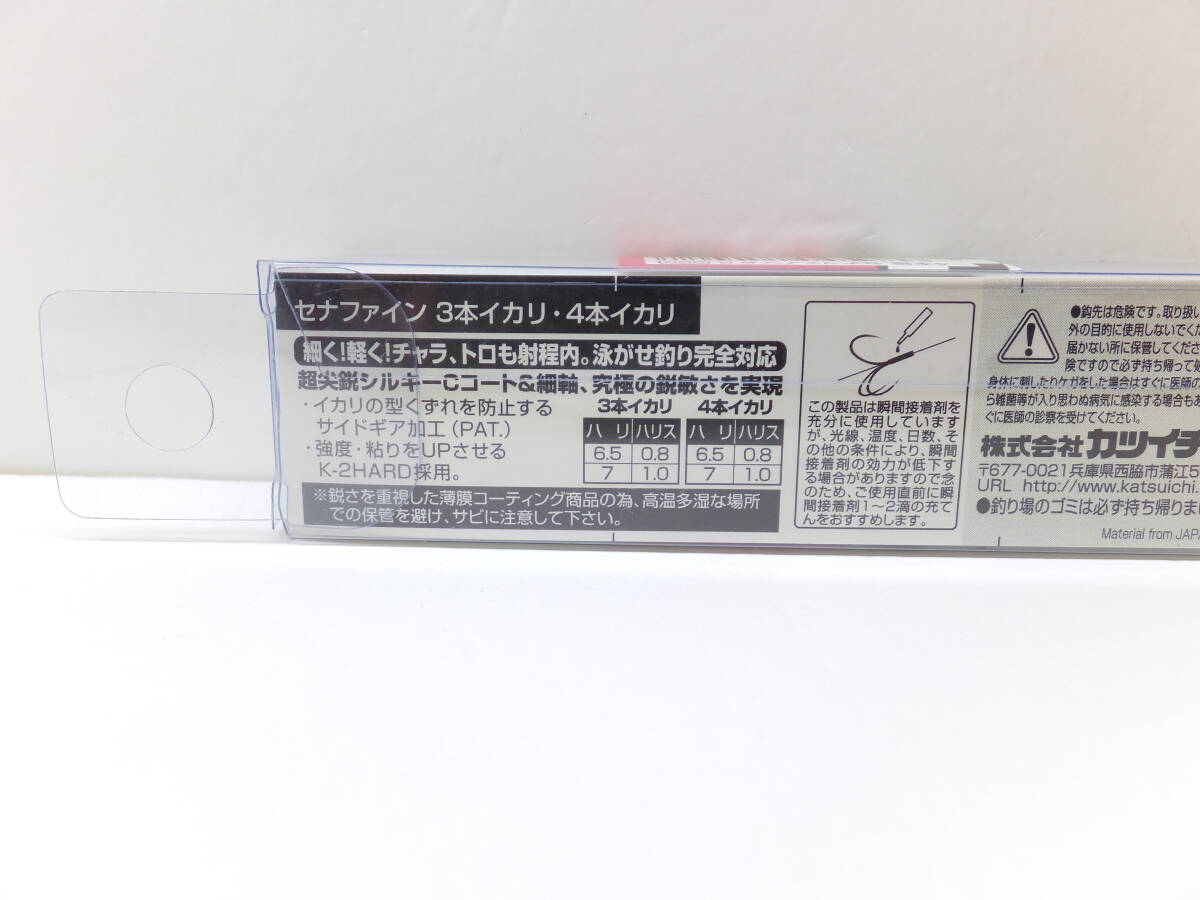 セナファイン 3本イカリ・4本イカリ
細く!軽く!チャラ、トロも射程内。泳がせ釣り完全対応
超尖鋭シルキーCコート&細軸、究極の鋭敏さを実現
・イカリの型くずれを防止する
サイドギア加工(PAT.)
・強度・粘りをUPさせる
K-2HARD採用。
3本イカリ
ハリ ハリス
6.5 0.8
7 1.0
4本イカリ
ハリ ハリス
6.5 0.8
7 1.0
※鋭さを重視した薄膜コーティング商品の為、高温多湿な場所
での保管を避け、サビに注意して下さい。
この製品は瞬間接着剤を
充分に使用しています
が、光線、温度、日数、そ
の他の条件により、瞬間
接着剤の効力が低下す
る場合がありますので念
のため、ご使用直前に瞬
間接着剤1~2滴の充て
んをおすすめします。
●鈎先は危険です。取り扱い
外の目的に使用しないでくだ
届かない所に保管してくださ
険ですので必ず持ち帰って処
身体に刺したりケガをした場合はすぐに医師の
ら雑菌等が入り思わぬ病気に感染する場合もあ
ぐに医師の診察を受けてください。
株式会社 カツイチ
〒677-0021 兵庫県西脇市蒲江5
URL http://www.katsuichi.
●釣り場のゴミは必ず持ち帰りまし
Material from JAPA